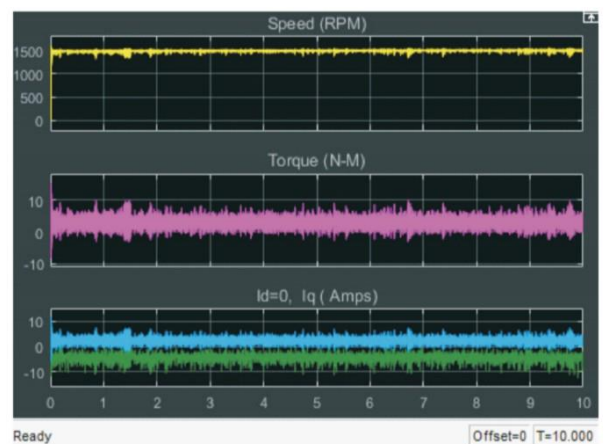 Speed (RPM)
1500
1000
500
0
Torque (N-M)
10
0
-10
Id=0, Iq ( Amps)
10
0
-10
0 1 2 3 4 5 6 7 8 9 10
Ready Offset=0 T=10.000